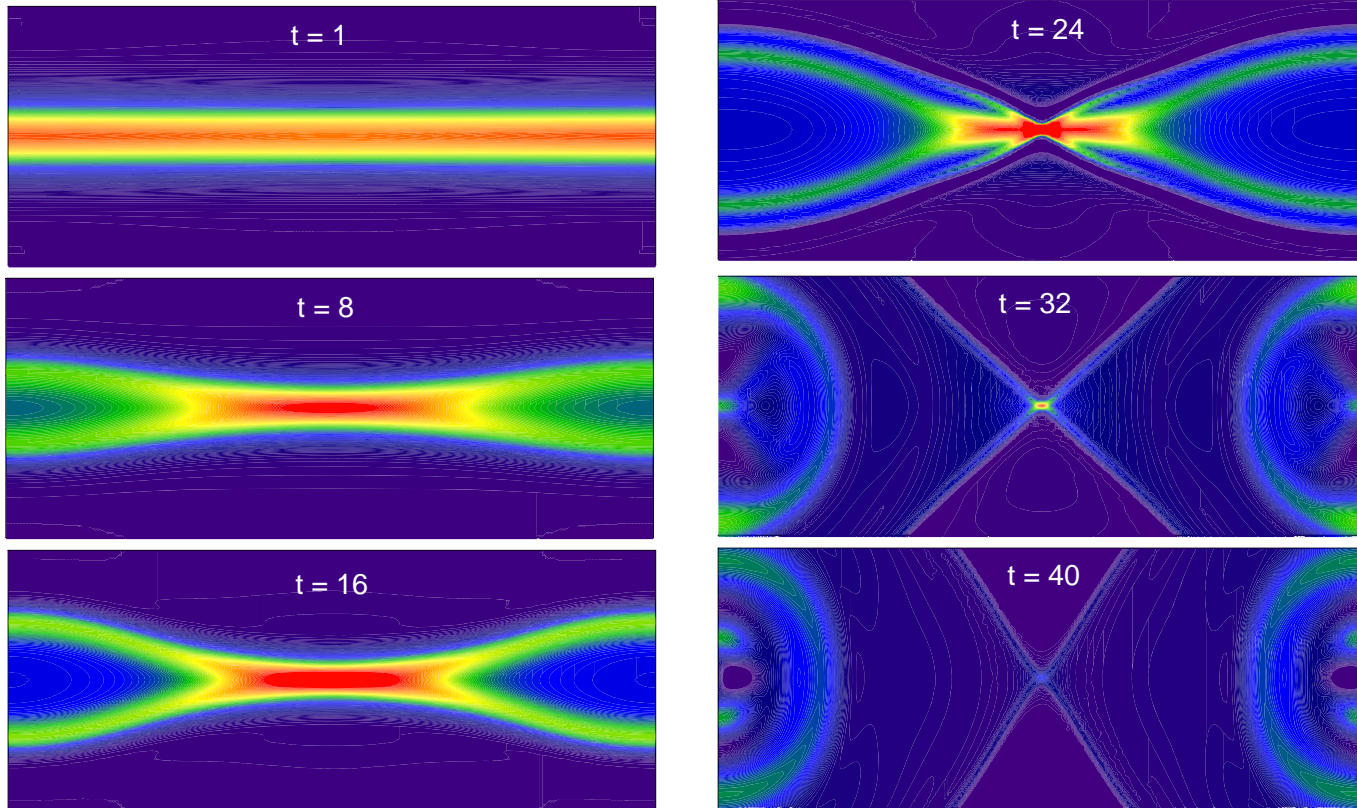 t = 1
t = 8
t = 16
t = 24
t = 32
t = 40